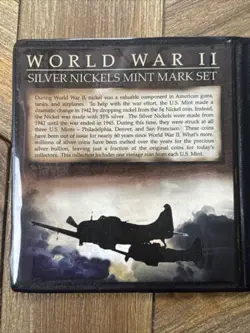 WORLD WAR II
SILVER NICKELS MINT MARK SET
During World War II, nickel was a valuable component in American guns,
tanks, and airplanes. To help with the war effort, the U.S. Mint made a
dramatic change in 1942 by dropping nickel from the 5¢ Nickel coin. Instead,
the Nickel was made with 35% silver. The Silver Nickels were made from
1942 until the war ended in 1945. During this time, they were struck at all
three U.S. Mints – Philadelphia, Denver, and San Francisco. These coins
have been out of issue for nearly 60 years since World War II. What's more,
millions of silver coins have been melted over the years for the precious
silver, leaving just a fraction of the original coins for today's
collectors. This collection includes one vintage coin from each U.S. Mint.